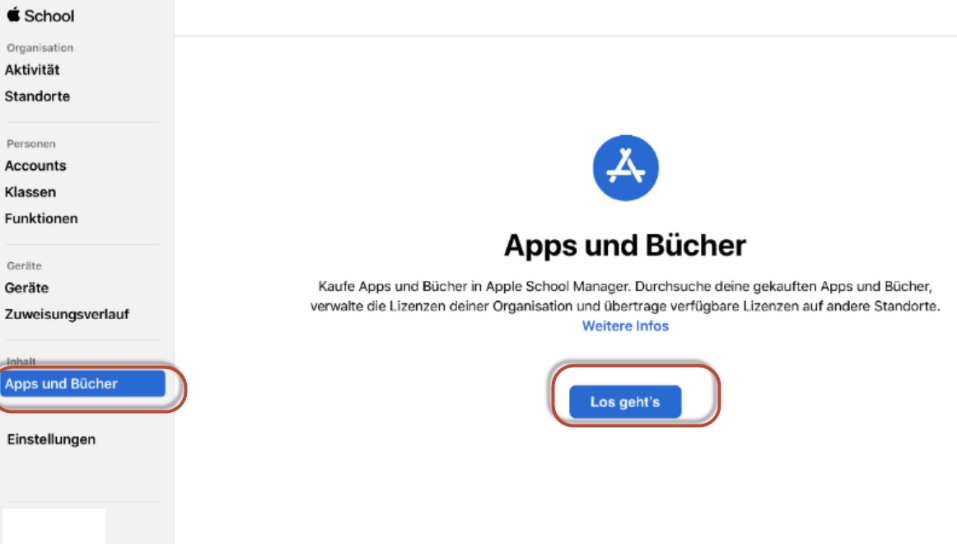 School
Organisation
Aktivität
Standorte
Personen
Accounts
Klassen
Funktionen
Geräte
Geräte
Zuweisungsverlauf
Inhalt
Apps und Bücher
Einstellungen
Apps und Bücher
Kaufe Apps und Bücher in Apple School Manager. Durchsuche deine gekauften Apps und Bücher,
verwalte die Lizenzen deiner Organisation und übertrage verfügbare Lizenzen auf andere Standorte.
Weitere Infos
Los geht's